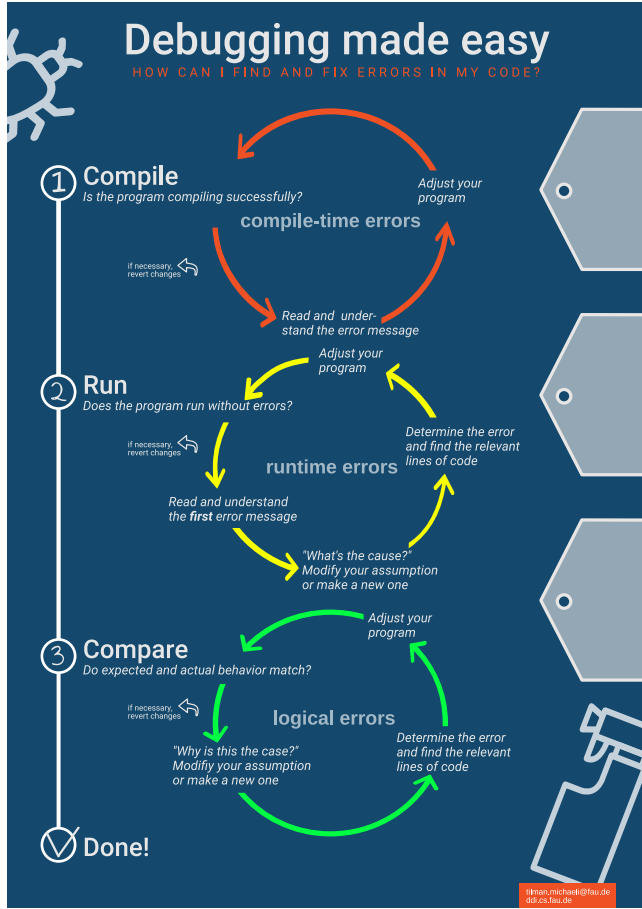 Debugging made easy
HOW CAN I FIND AND FIX ERRORS IN MY CODE?
1
Compile
Is the program compiling successfully?
Adjust your
program
compile-time errors
if necessary,
revert changes
Read and under-
stand the error message
2
Run
Does the program run without errors?
Adjust your
program
if necessary,
revert changes
Determine the error
and find the relevant
lines of code
runtime errors
Read and understand
the first error message
"What's the cause?"
Modify your assumption
or make a new one
3
Compare
Do expected and actual behavior match?
Adjust your
program
if necessary,
revert changes
logical errors
"Why is this the case?"
Modifiy your assumption
or make a new one
Determine the error
and find the relevant
lines of code
Done!
tilman.michaeli@fau.de
ddi.cs.fau.de